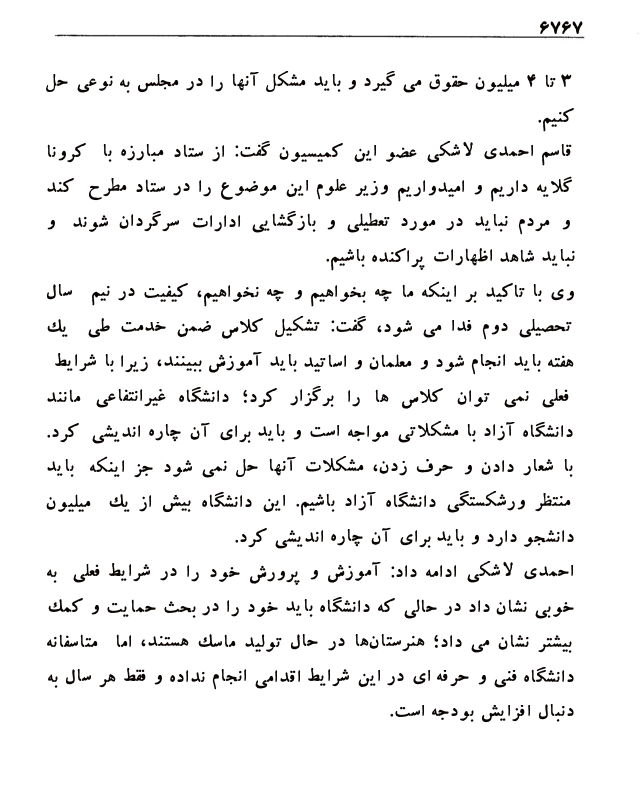 ۶۷۶۷
۳ تا ۴ میلیون حقوق می گیرد و باید مشکل آنها را در مجلس به نوعی حل
کنیم.
قاسم احمدی لاشکی عضو این کمیسیون گفت: از ستاد مبارزه با کرونا
گلایه داریم و امیدواریم وزیر علوم این موضوع را در ستاد مطرح کند
و مردم نباید در مورد تعطیلی و بازگشایی ادارات سرگردان شوند و
نباید شاهد اظهارات پراکنده باشیم.
وی با تاکید بر اینکه ما چه بخواهیم و چه نخواهیم، کیفیت در نیم سال
تحصیلی دوم فدا می شود، گفت: تشکیل کلاس ضمن خدمت طی یک
هفته باید انجام شود و معلمان و اساتید باید آموزش ببینند، زیرا با شرایط
فعلی نمی توان کلاس ها را برگزار کرد؛ دانشگاه غیرانتفاعی مانند
دانشگاه آزاد با مشکلاتی مواجه است و باید برای آن چاره اندیشی کرد.
با شعار دادن و حرف زدن، مشکلات آنها حل نمی شود جز اینکه باید
منتظر ورشکستگی دانشگاه آزاد باشیم. این دانشگاه بیش از یک میلیون
دانشجو دارد و باید برای آن چاره اندیشی کرد.
احمدی لاشکی ادامه داد: آموزش و پرورش خود را در شرایط فعلی به
خوبی نشان داد در حالی که دانشگاه باید خود را در بحث حمایت و کمک
بیشتر نشان می داد؛ هنرستان‌ها در حال تولید ماسک هستند، اما متاسفانه
دانشگاه فنی و حرفه ای در این شرایط اقدامی انجام نداده و فقط هر سال به
دنبال افزایش بودجه است.